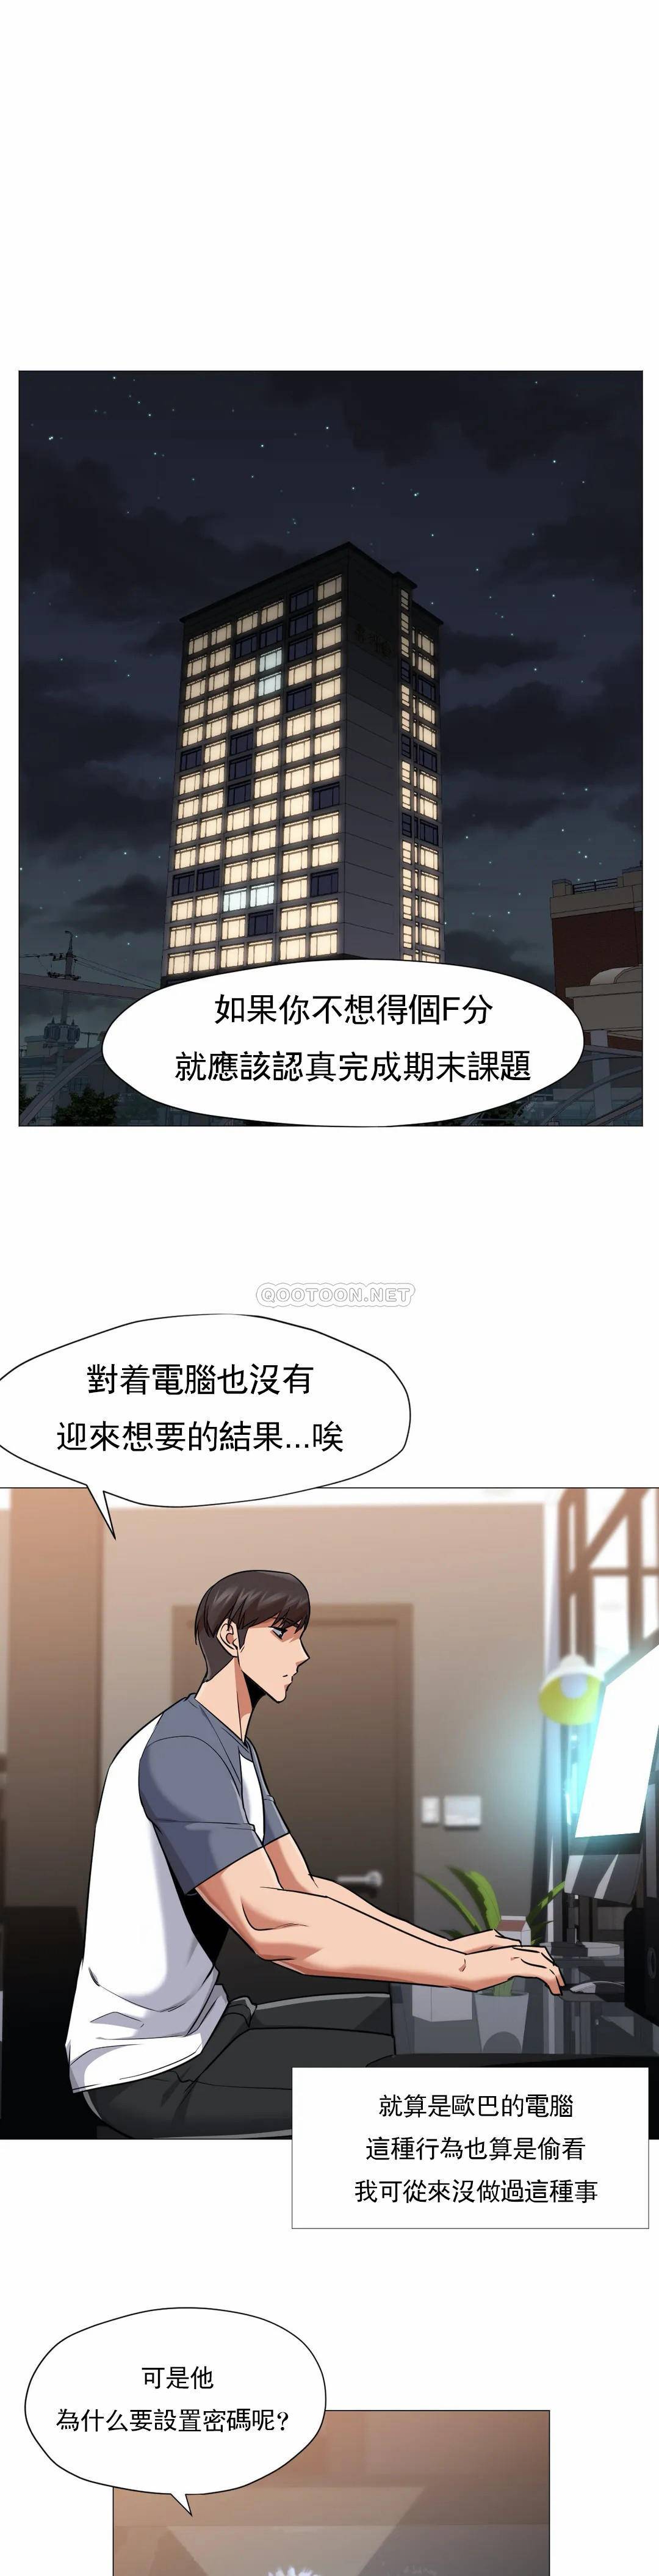 如果你不想得個F分
就應該認真完成期末課題
QOOTOON.NET
對着電腦也沒有
迎來想要的結果...唉
就算是歐巴的電腦
這種行為也算是偷看
我可從來沒做過這種事
可是他
為什么要設置密碼呢?